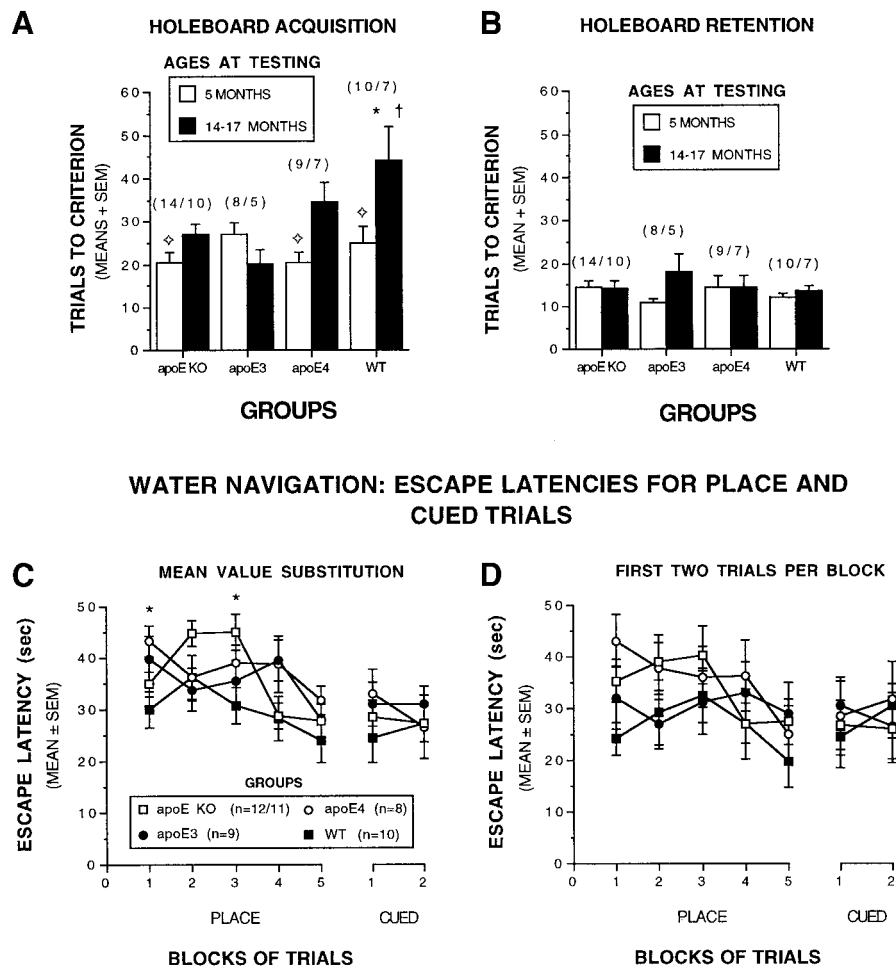 A
HOLEBOARD ACQUISITION
AGES AT TESTING
5 MONTHS
14-17 MONTHS
TRIALS TO CRITERION
(MEANS + SEM)
60
50
40
30
20
10
0
(14/10)
(8/5)
(9/7)
(10/7)
* †
✧
✧
✧
apoE KO
apoE3
apoE4
WT
GROUPS
B
HOLEBOARD RETENTION
AGES AT TESTING
5 MONTHS
14-17 MONTHS
TRIALS TO CRITERION
(MEAN + SEM)
60
50
40
30
20
10
0
(14/10)
(8/5)
(9/7)
(10/7)
apoE KO
apoE3
apoE4
WT
GROUPS
WATER NAVIGATION: ESCAPE LATENCIES FOR PLACE AND
CUED TRIALS
C
MEAN VALUE SUBSTITUTION
ESCAPE LATENCY (sec)
(MEAN ± SEM)
50
40
30
20
10
0
*
*
GROUPS
apoE KO (n=12/11)
apoE4 (n=8)
apoE3 (n=9)
WT (n=10)
0 1 2 3 4 5 1 2
PLACE CUED
BLOCKS OF TRIALS
D
FIRST TWO TRIALS PER BLOCK
ESCAPE LATENCY (sec)
(MEAN ± SEM)
50
40
30
20
10
0
0 1 2 3 4 5 1 2
PLACE CUED
BLOCKS OF TRIALS